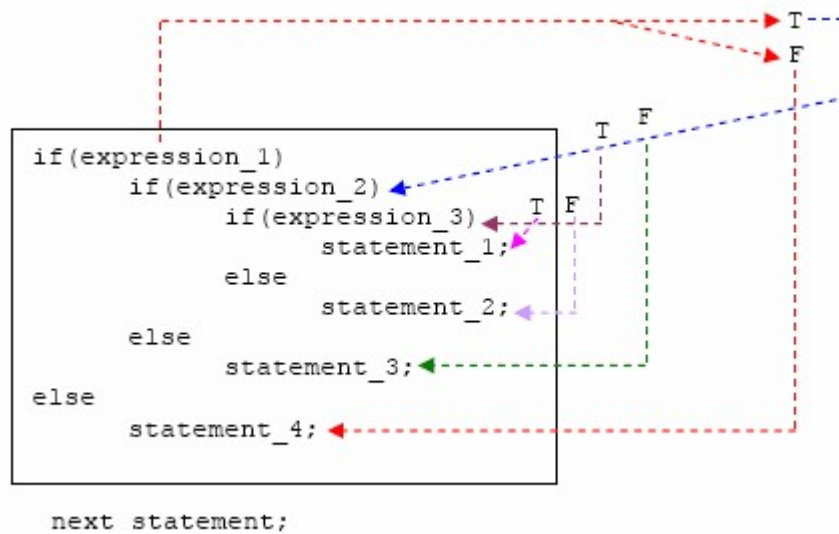 T
F
T F
if(expression_1)
if(expression_2)
if(expression_3) T F
statement_1;
else
statement_2;
else
statement_3;
else
statement_4;
next statement;